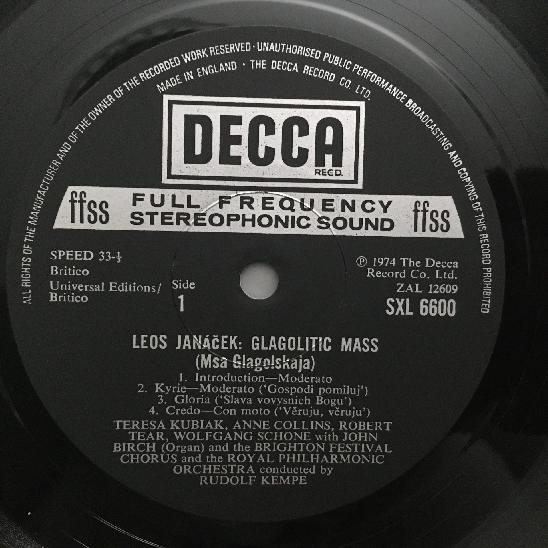 ALL RIGHTS OF THE MANUFACTURER AND OF THE OWNER OF THE RECORDED WORK RESERVED · UNAUTHORISED PUBLIC PERFORMANCE BROADCASTING AND COPYING OF THIS RECORD PROHIBITED
MADE IN ENGLAND · THE DECCA RECORD CO. LTD.
DECCA
REGD.
ffss FULL FREQUENCY STEREOPHONIC SOUND ffss
SPEED 33-⅓
Britico
Universal Editions/
Britico
Side
1
℗ 1974 The Decca
Record Co. Ltd.
ZAL 12609
SXL 6600
LEOS JANÁčEK: GLAGOLITIC MASS
(Msa Glagolskaja)
1. Introduction—Moderato
2. Kyrie—Moderato ('Gospodi pomiluj')
3. Gloria ('Slava vovysnich Bogu')
4. Credo—Con moto ('Vĕruju, vĕruju')
TERESA KUBIAK, ANNE COLLINS, ROBERT
TEAR, WOLFGANG SCHONE with JOHN
BIRCH (Organ) and the BRIGHTON FESTIVAL
CHORUS and the ROYAL PHILHARMONIC
ORCHESTRA conducted by
RUDOLF KEMPE